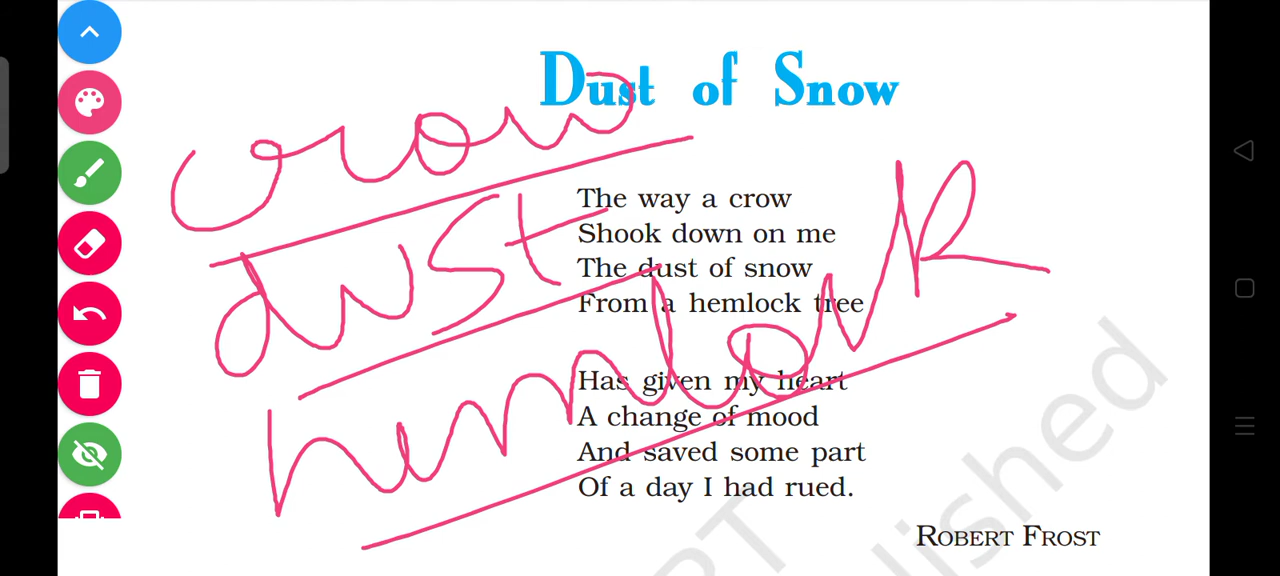 Dust of Snow
crow
The way a crow
Shook down on me
dust
The dust of snow
From a hemlock tree
hemlock
Has given my heart
A change of mood
And saved some part
Of a day I had rued.
ROBERT FROST